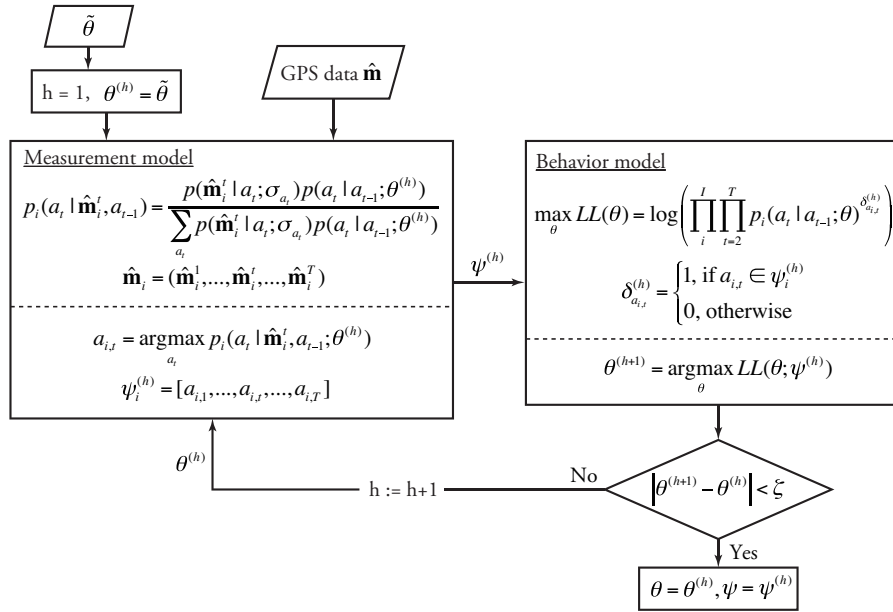 θ̃
h = 1, θ^(h) = θ̃
GPS data m̂
Measurement model
p_i(a_t | m̂_i^t, a_{t-1}) = p(m̂_i^t | a_t; σ_{a_t}) p(a_t | a_{t-1}; θ^(h)) / ∑_{a_t} p(m̂_i^t | a_t; σ_{a_t}) p(a_t | a_{t-1}; θ^(h))
m̂_i = (m̂_i^1,..., m̂_i^t,..., m̂_i^T)
a_{i,t} = argmax_{a_t} p_i(a_t | m̂_i^t, a_{t-1}; θ^(h))
ψ_i^(h) = [a_{i,1},..., a_{i,t},..., a_{i,T}]
ψ^(h)
Behavior model
max_θ LL(θ) = log(∏_i^I ∏_{t=2}^T p_i(a_t | a_{t-1}; θ)^{δ_{a_{i,t}}^(h)})
δ_{a_{i,t}}^(h) = {1, if a_{i,t} ∈ ψ_i^(h)
0, otherwise
θ^(h+1) = argmax_θ LL(θ; ψ^(h))
θ^(h)
h := h+1
No
|θ^(h+1) − θ^(h)| < ζ
Yes
θ = θ^(h), ψ = ψ^(h)